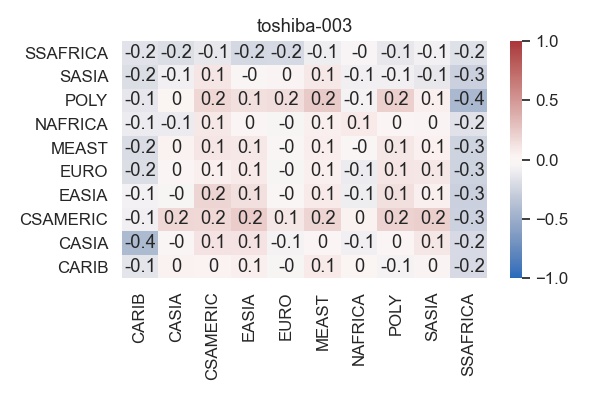 toshiba-003
SSAFRICA -0.2 -0.2 -0.1 -0.2 -0.2 -0.1 -0 -0.1 -0.1 -0.2
SASIA -0.2 -0.1 0.1 -0 0 0.1 -0.1 -0.1 -0.1 -0.3
POLY -0.1 0 0.2 0.1 0.2 0.2 -0.1 0.2 0.1 -0.4
NAFRICA -0.1 -0.1 0.1 0 -0 0.1 0.1 0 0 -0.2
MEAST -0.2 0 0.1 0.1 -0 0.1 -0 0.1 0.1 -0.3
EURO -0.2 0 0.1 0.1 -0 0.1 -0.1 0.1 0.1 -0.3
EASIA -0.1 -0 0.2 0.1 -0 0.1 -0.1 0.1 0.1 -0.3
CSAMERIC -0.1 0.2 0.2 0.2 0.1 0.2 0 0.2 0.2 -0.3
CASIA -0.4 -0 0.1 0.1 -0.1 0 -0.1 0 0.1 -0.2
CARIB -0.1 0 0 0.1 -0 0.1 0 -0.1 0 -0.2
CARIB CASIA CSAMERIC EASIA EURO MEAST NAFRICA POLY SASIA SSAFRICA
1.0
0.5
0.0
−0.5
−1.0